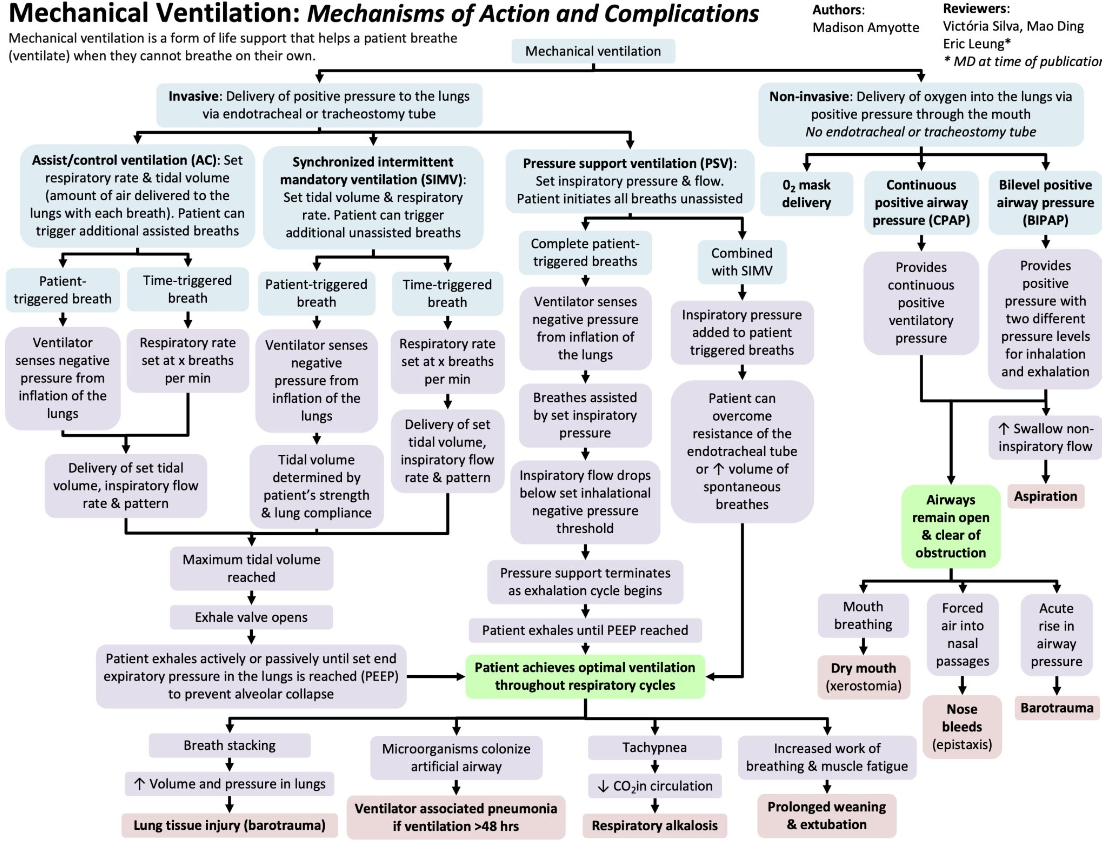 Mechanical Ventilation: Mechanisms of Action and Complications
Mechanical ventilation is a form of life support that helps a patient breathe
(ventilate) when they cannot breathe on their own.
Authors:
Madison Amyotte
Reviewers:
Victória Silva, Mao Ding
Eric Leung*
* MD at time of publication
Mechanical ventilation
Invasive: Delivery of positive pressure to the lungs
via endotracheal or tracheostomy tube
Non-invasive: Delivery of oxygen into the lungs via
positive pressure through the mouth
No endotracheal or tracheostomy tube
Assist/control ventilation (AC): Set
respiratory rate & tidal volume
(amount of air delivered to the
lungs with each breath). Patient can
trigger additional assisted breaths
Synchronized intermittent
mandatory ventilation (SIMV):
Set tidal volume & respiratory
rate. Patient can trigger
additional unassisted breaths
Pressure support ventilation (PSV):
Set inspiratory pressure & flow.
Patient initiates all breaths unassisted
0₂ mask
delivery
Continuous
positive airway
pressure (CPAP)
Bilevel positive
airway pressure
(BIPAP)
Patient-
triggered breath
Time-triggered
breath
Patient-triggered
breath
Time-triggered
breath
Complete patient-
triggered breaths
Combined
with SIMV
Provides
continuous
positive
ventilatory
pressure
Provides
positive
pressure with
two different
pressure levels
for inhalation
and exhalation
Ventilator
senses negative
pressure from
inflation of the
lungs
Respiratory rate
set at x breaths
per min
Ventilator senses
negative
pressure from
inflation of the
lungs
Respiratory rate
set at x breaths
per min
Ventilator senses
negative pressure
from inflation of
the lungs
Inspiratory pressure
added to patient
triggered breaths
Delivery of set tidal
volume, inspiratory flow
rate & pattern
Tidal volume
determined by
patient's strength
& lung compliance
Delivery of set
tidal volume,
inspiratory flow
rate & pattern
Breathes assisted
by set inspiratory
pressure
Patient can
overcome
resistance of the
endotracheal tube
or ↑ volume of
spontaneous
breathes
↑ Swallow non-
inspiratory flow
Aspiration
Inspiratory flow drops
below set inhalational
negative pressure
threshold
Airways
remain open
& clear of
obstruction
Maximum tidal volume
reached
Exhale valve opens
Patient exhales actively or passively until set end
expiratory pressure in the lungs is reached (PEEP)
to prevent alveolar collapse
Pressure support terminates
as exhalation cycle begins
Patient exhales until PEEP reached
Patient achieves optimal ventilation
throughout respiratory cycles
Mouth
breathing
Forced
air into
nasal
passages
Acute
rise in
airway
pressure
Dry mouth
(xerostomia)
Nose
bleeds
(epistaxis)
Barotrauma
Breath stacking
↑ Volume and pressure in lungs
Lung tissue injury (barotrauma)
Microorganisms colonize
artificial airway
Ventilator associated pneumonia
if ventilation >48 hrs
Tachypnea
↓ CO₂in circulation
Respiratory alkalosis
Increased work of
breathing & muscle fatigue
Prolonged weaning
& extubation